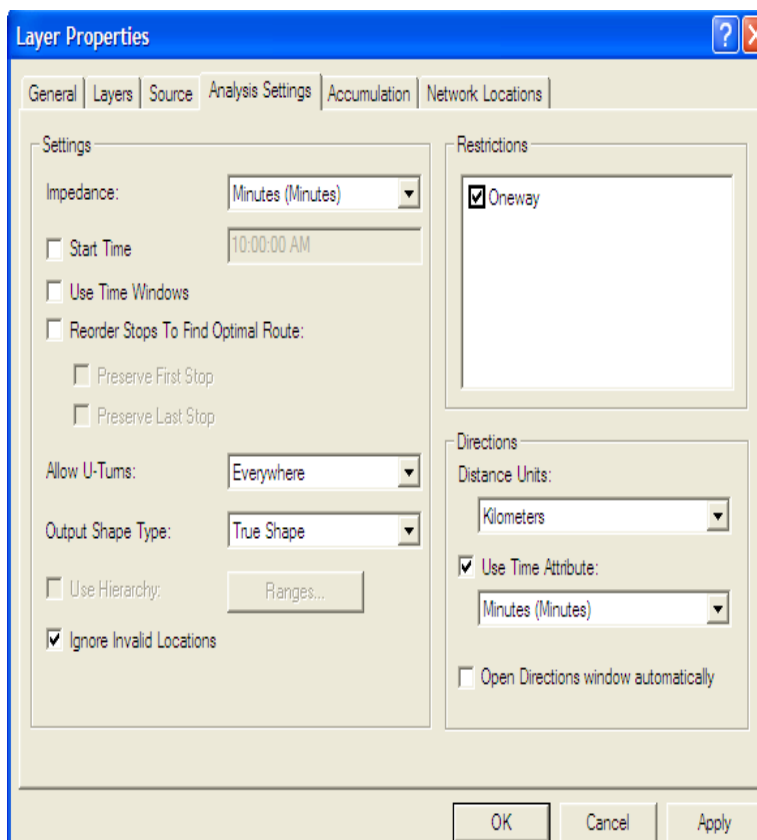 Layer Properties
General Layers Source Analysis Settings Accumulation Network Locations
Settings
Impedance: Minutes (Minutes)
Start Time 10:00:00 AM
Use Time Windows
Reorder Stops To Find Optimal Route:
Preserve First Stop
Preserve Last Stop
Allow U-Turns: Everywhere
Output Shape Type: True Shape
Use Hierarchy: Ranges...
Ignore Invalid Locations
Restrictions
Oneway
Directions
Distance Units:
Kilometers
Use Time Attribute:
Minutes (Minutes)
Open Directions window automatically
OK Cancel Apply